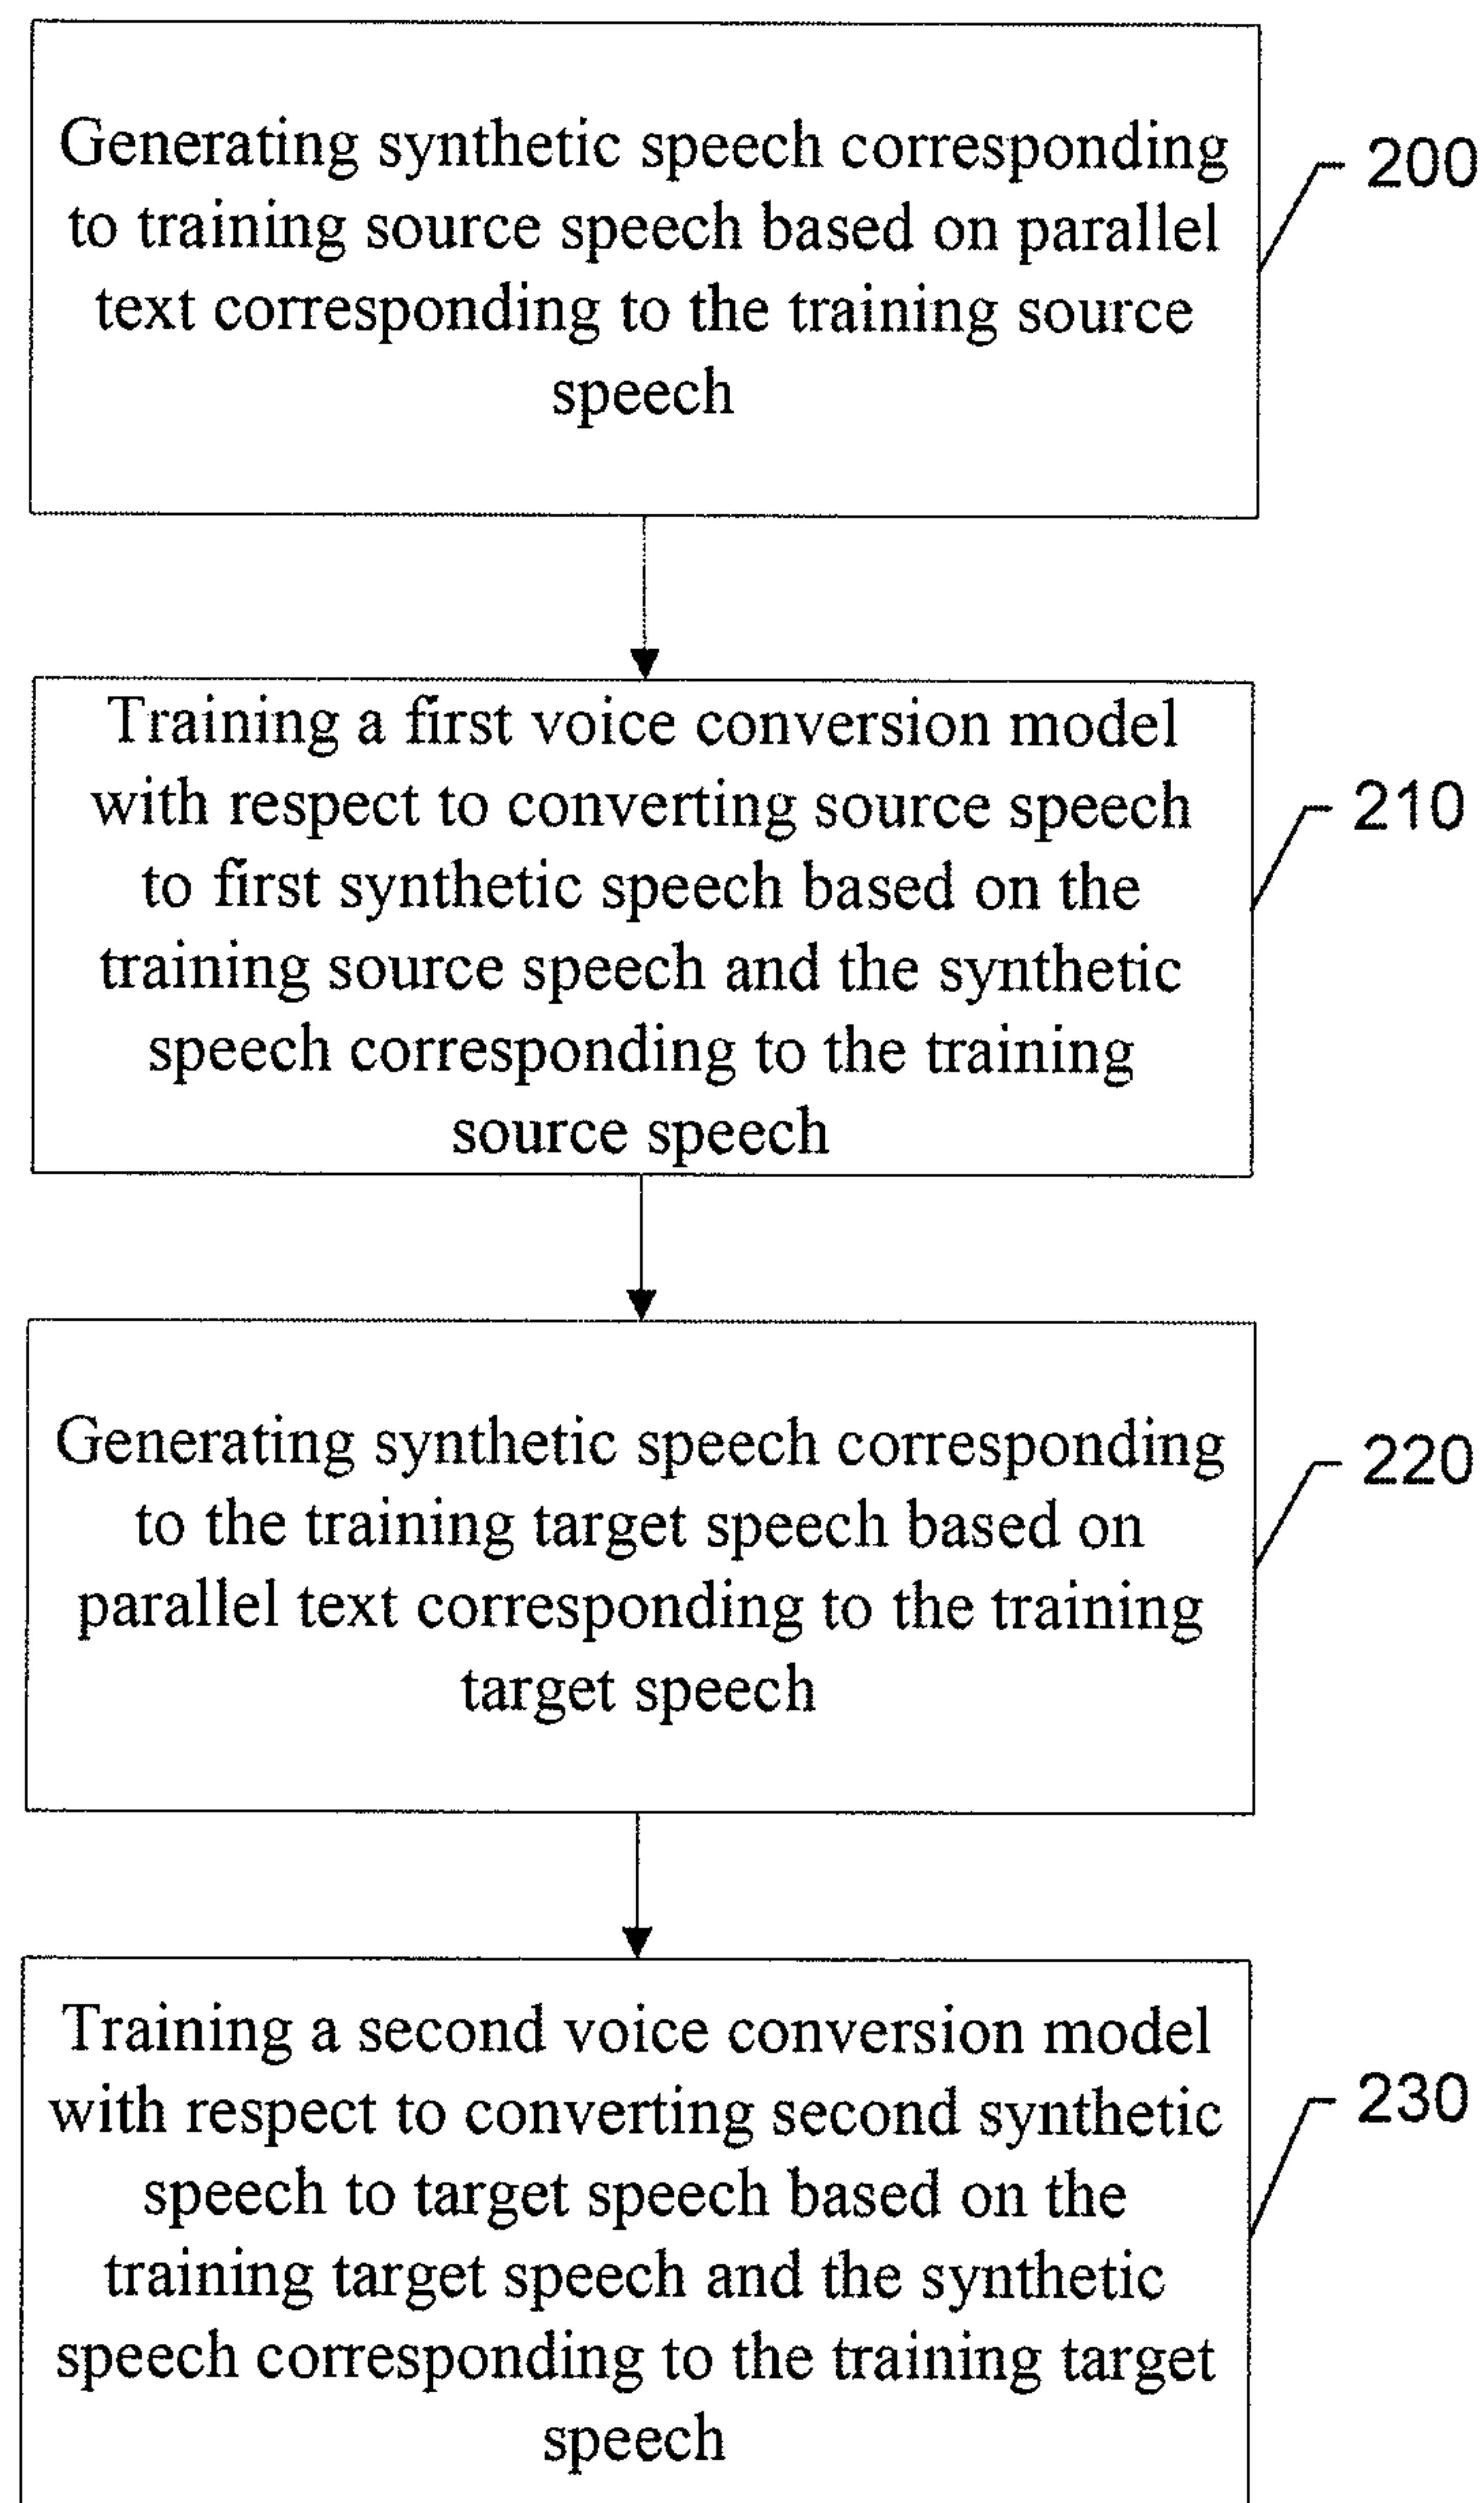 Generating synthetic speech corresponding
to training source speech based on parallel
text corresponding to the training source
speech
200
Training a first voice conversion model
with respect to converting source speech
to first synthetic speech based on the
training source speech and the synthetic
speech corresponding to the training
source speech
210
Generating synthetic speech corresponding
to the training target speech based on
parallel text corresponding to the training
target speech
220
Training a second voice conversion model
with respect to converting second synthetic
speech to target speech based on the
training target speech and the synthetic
speech corresponding to the training target
speech
230